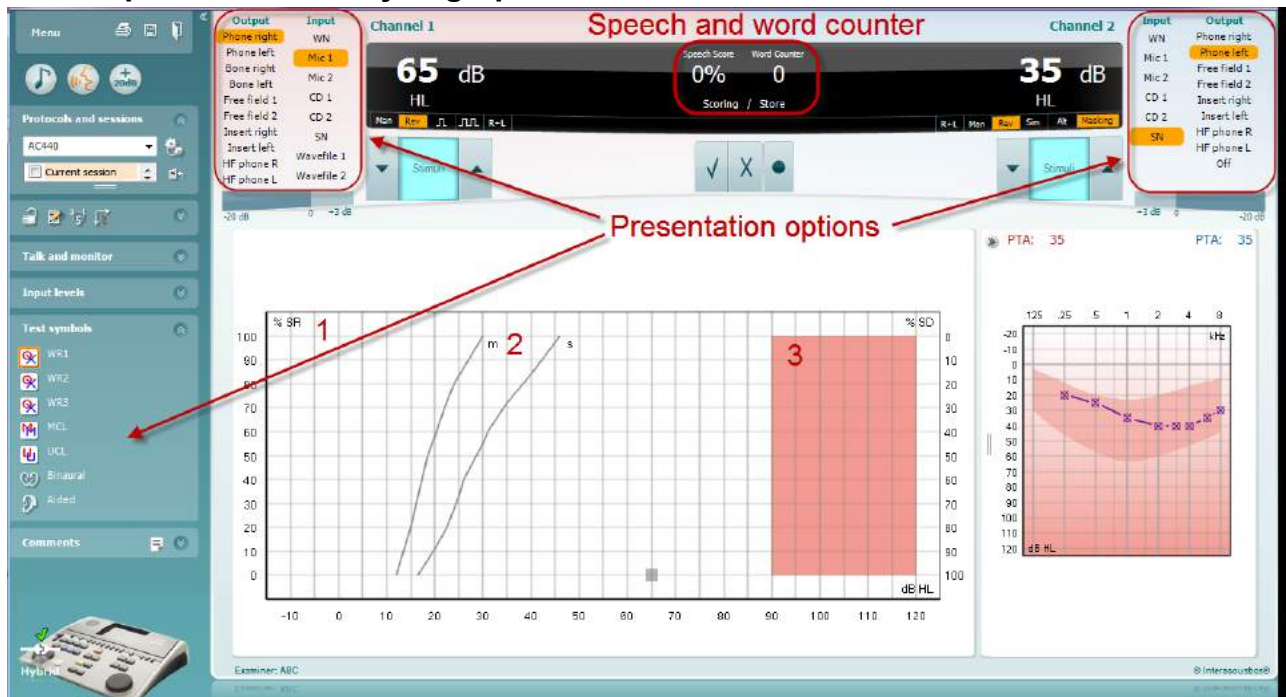 Menu
20dB
Protocols and sessions
AC440
Current session
Talk and monitor
Input levels
Test symbols
WR1
WR2
WR3
MCL
UCL
Binaural
Aided
Comments
Hybrid
Output Input
Phone right WN
Phone left Mic 1
Bone right
Bone left Mic 2
Free field 1 CD 1
Free field 2 CD 2
Insert right SN
Insert left Wavefile 1
HF phone R
HF phone L Wavefile 2
Channel 1
Speech and word counter
Channel 2
Speech Score Word Counter
65 dB
HL
0% 0
Scoring / Store
35 dB
HL
Man Rev R+L
R+L Man Rev Sim Alt Masking
Stimuli
Stimuli
-20 dB 0 -3 dB
-3 dB 0 -20 dB
Input Output
WN Phone right
Mic 1 Phone left
Free field 1
Mic 2 Free field 2
CD 1 Insert right
CD 2 Insert left
SN HF phone R
HF phone L
Off
Presentation options
PTA: 35 PTA: 35
% SR 1
m 2 s
3
% SD
100
90
80
70
60
50
40
30
20
10
0
0
10
20
30
40
50
60
70
80
90
100
dB HL
-10 0 10 20 30 40 50 60 70 80 90 100 110 120
125 .25 .5 1 2 4 8
kHz
-20
-10
0
10
20
30
40
50
60
70
80
90
100
110
120 dB HL
Examiner: ABC